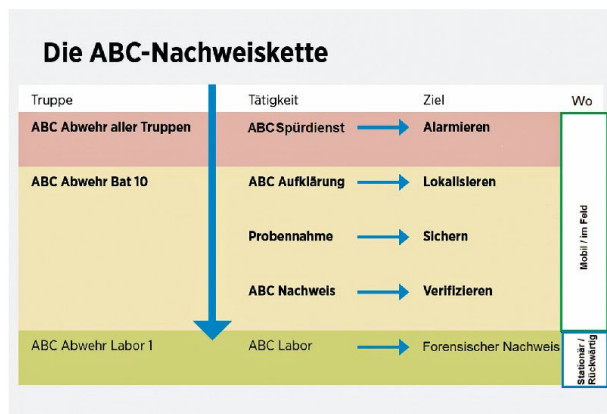 Die ABC-Nachweiskette
Truppe Tätigkeit Ziel Wo
ABC Abwehr aller Truppen ABC Spürdienst Alarmieren
ABC Abwehr Bat 10 ABC Aufklärung Lokalisieren
Probennahme Sichern
ABC Nachweis Verifizieren
Mobil / im Feld
ABC Abwehr Labor 1 ABC Labor Forensischer Nachweis
Stationär /
Rückwärtig